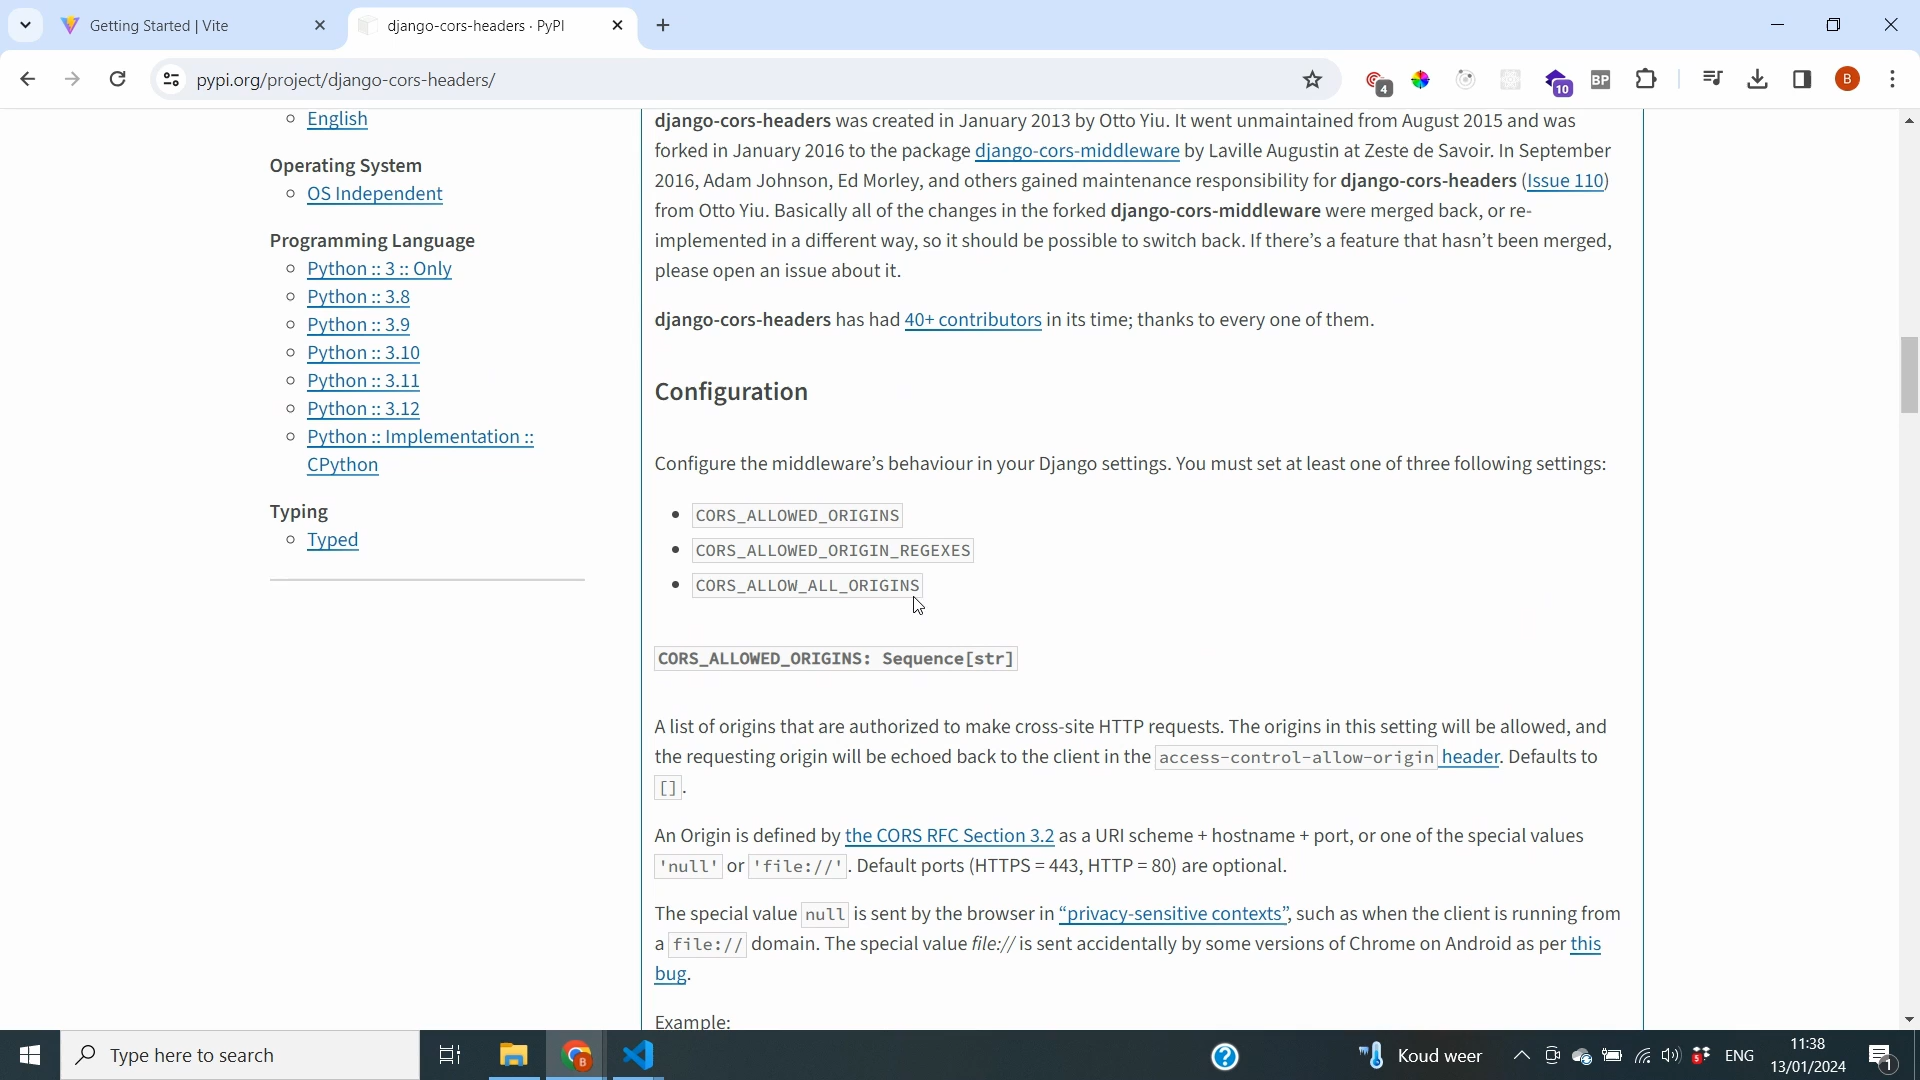 Getting Started | Vite
django-cors-headers · PyPI
pypi.org/project/django-cors-headers/
4
10
BP
B
English
Operating System
OS Independent
Programming Language
Python :: 3 :: Only
Python :: 3.8
Python :: 3.9
Python :: 3.10
Python :: 3.11
Python :: 3.12
Python :: Implementation ::
CPython
Typing
Typed
django-cors-headers was created in January 2013 by Otto Yiu. It went unmaintained from August 2015 and was
forked in January 2016 to the package django-cors-middleware by Laville Augustin at Zeste de Savoir. In September
2016, Adam Johnson, Ed Morley, and others gained maintenance responsibility for django-cors-headers (Issue 110)
from Otto Yiu. Basically all of the changes in the forked django-cors-middleware were merged back, or re-
implemented in a different way, so it should be possible to switch back. If there’s a feature that hasn’t been merged,
please open an issue about it.
django-cors-headers has had 40+ contributors in its time; thanks to every one of them.
Configuration
Configure the middleware’s behaviour in your Django settings. You must set at least one of three following settings:
CORS_ALLOWED_ORIGINS
CORS_ALLOWED_ORIGIN_REGEXES
CORS_ALLOW_ALL_ORIGINS
CORS_ALLOWED_ORIGINS: Sequence[str]
A list of origins that are authorized to make cross-site HTTP requests. The origins in this setting will be allowed, and
the requesting origin will be echoed back to the client in the access-control-allow-origin header. Defaults to
[].
An Origin is defined by the CORS RFC Section 3.2 as a URI scheme + hostname + port, or one of the special values
'null' or 'file://'. Default ports (HTTPS = 443, HTTP = 80) are optional.
The special value null is sent by the browser in “privacy-sensitive contexts”, such as when the client is running from
a file:// domain. The special value file:// is sent accidentally by some versions of Chrome on Android as per this
bug.
Example:
Type here to search
B
Koud weer
ENG
11:38
13/01/2024
1